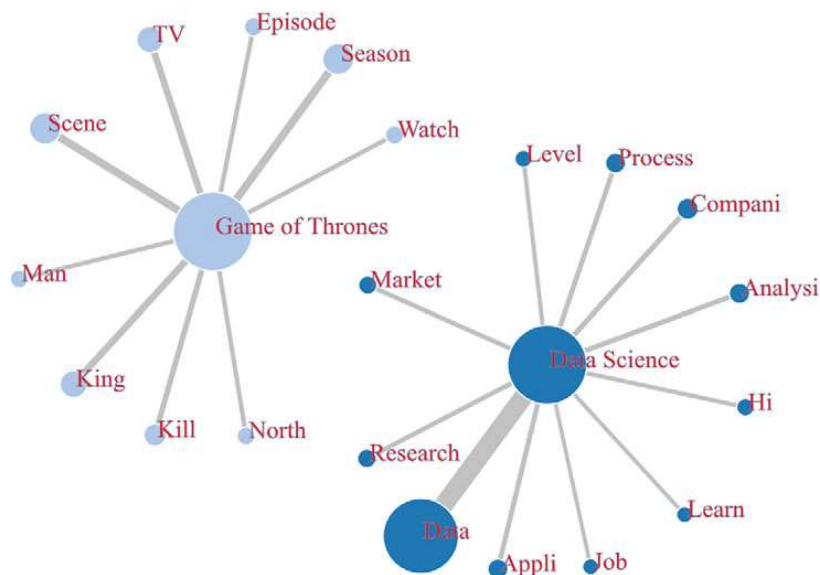 TV
Episode
Season
Scene
Watch
Game of Thrones
Man
King
Kill
North
Level
Process
Compani
Analysi
Market
Data Science
Hi
Research
Learn
Data
Appli
Job